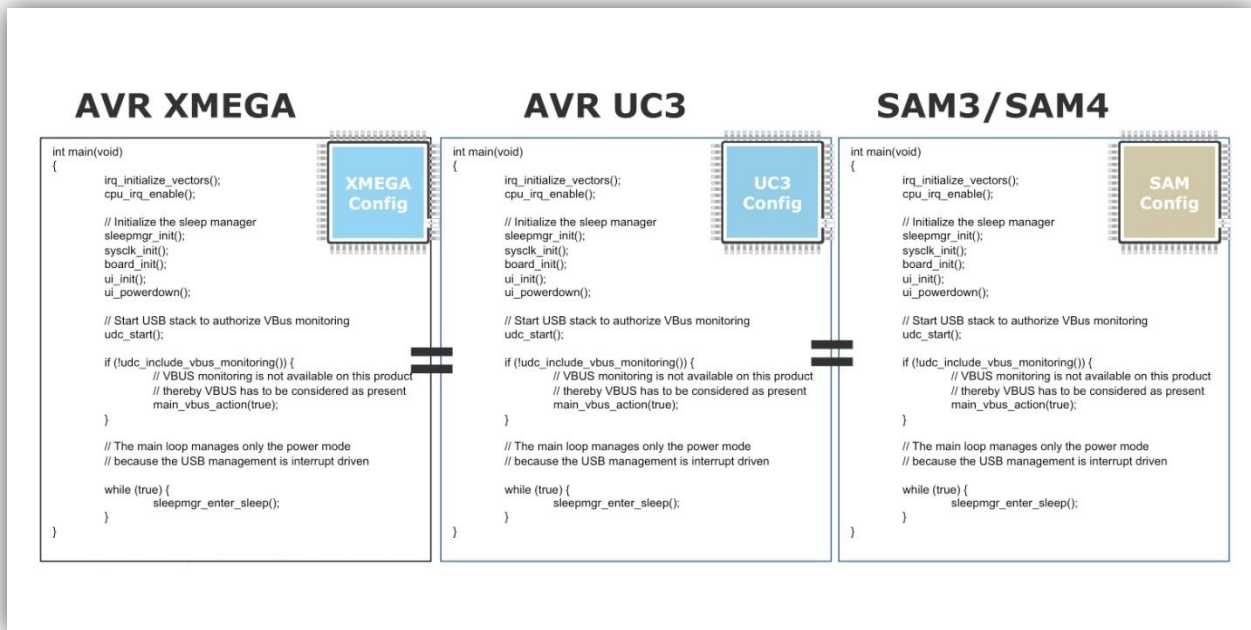 AVR XMEGA
int main(void)
{
irq_initialize_vectors();
cpu_irq_enable();
// Initialize the sleep manager
sleepmgr_init();
sysclk_init();
board_init();
ui_init();
ui_powerdown();
// Start USB stack to authorize VBus monitoring
udc_start();
if (!udc_include_vbus_monitoring()) {
// VBUS monitoring is not available on this product
// thereby VBUS has to be considered as present
main_vbus_action(true);
}
// The main loop manages only the power mode
// because the USB management is interrupt driven
while (true) {
sleepmgr_enter_sleep();
}
}
XMEGA
Config
=
AVR UC3
int main(void)
{
irq_initialize_vectors();
cpu_irq_enable();
// Initialize the sleep manager
sleepmgr_init();
sysclk_init();
board_init();
ui_init();
ui_powerdown();
// Start USB stack to authorize VBus monitoring
udc_start();
if (!udc_include_vbus_monitoring()) {
// VBUS monitoring is not available on this product
// thereby VBUS has to be considered as present
main_vbus_action(true);
}
// The main loop manages only the power mode
// because the USB management is interrupt driven
while (true) {
sleepmgr_enter_sleep();
}
}
UC3
Config
=
SAM3/SAM4
int main(void)
{
irq_initialize_vectors();
cpu_irq_enable();
// Initialize the sleep manager
sleepmgr_init();
sysclk_init();
board_init();
ui_init();
ui_powerdown();
// Start USB stack to authorize VBus monitoring
udc_start();
if (!udc_include_vbus_monitoring()) {
// VBUS monitoring is not available on this product
// thereby VBUS has to be considered as present
main_vbus_action(true);
}
// The main loop manages only the power mode
// because the USB management is interrupt driven
while (true) {
sleepmgr_enter_sleep();
}
}
SAM
Config